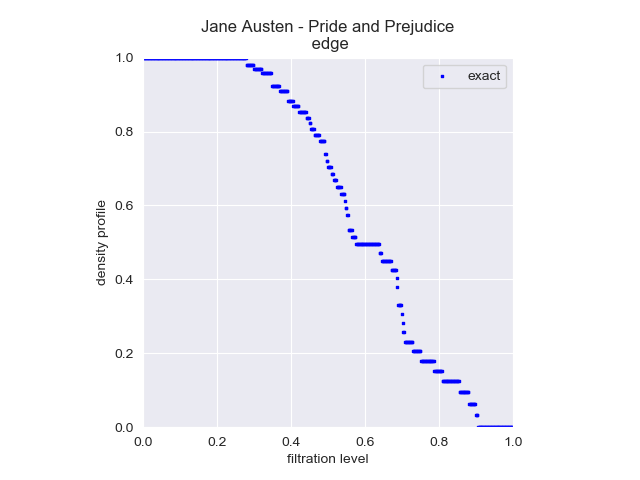 Jane Austen - Pride and Prejudice
edge
exact
density profile
1.0
0.8
0.6
0.4
0.2
0.0
0.0 0.2 0.4 0.6 0.8 1.0
filtration level